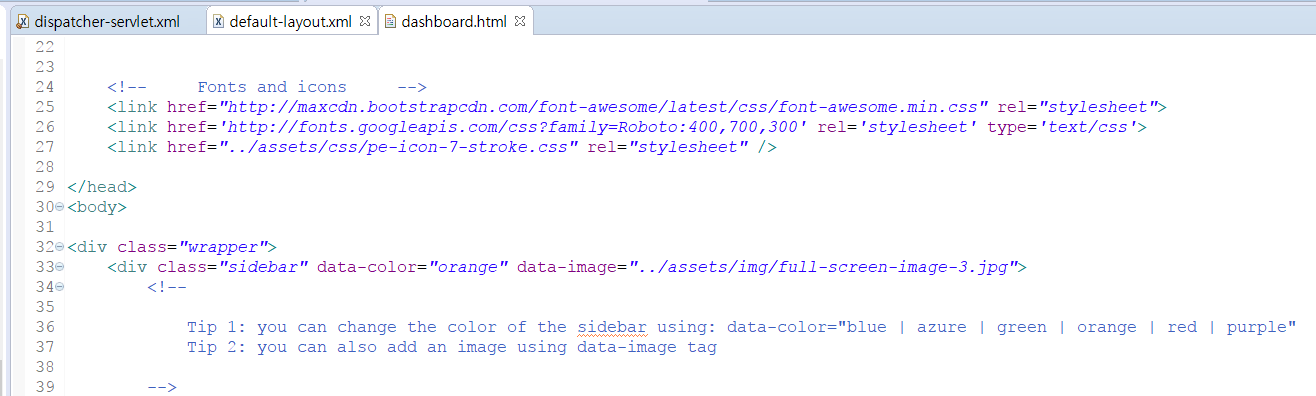 dispatcher-servlet.xml default-layout.xml dashboard.html
22
23
24 <!-- Fonts and icons -->
25 <link href="http://maxcdn.bootstrapcdn.com/font-awesome/latest/css/font-awesome.min.css" rel="stylesheet">
26 <link href='http://fonts.googleapis.com/css?family=Roboto:400,700,300' rel='stylesheet' type='text/css'>
27 <link href="../assets/css/pe-icon-7-stroke.css" rel="stylesheet" />
28
29 </head>
30 <body>
31
32 <div class="wrapper">
33 <div class="sidebar" data-color="orange" data-image="../assets/img/full-screen-image-3.jpg">
34 <!--
35
36 Tip 1: you can change the color of the sidebar using: data-color="blue | azure | green | orange | red | purple"
37 Tip 2: you can also add an image using data-image tag
38
39 -->